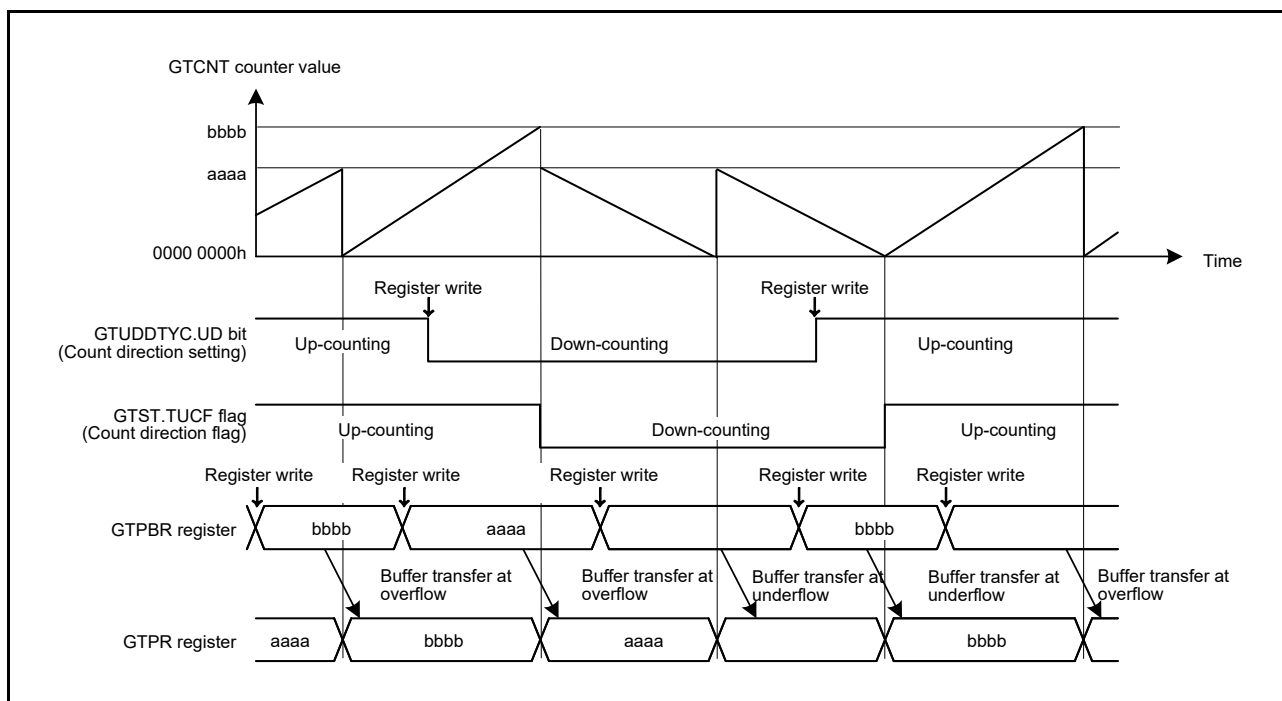 GTCNT counter value
bbbb
aaaa
0000 0000h
Time
Register write
Register write
GTUDDTYC.UD bit
(Count direction setting)
Up-counting
Down-counting
Up-counting
GTST.TUCF flag
(Count direction flag)
Up-counting
Down-counting
Up-counting
Register write
Register write
Register write
Register write
Register write
GTPBR register
bbbb
aaaa
bbbb
Buffer transfer at
overflow
Buffer transfer at
overflow
Buffer transfer at
underflow
Buffer transfer at
underflow
Buffer transfer at
overflow
GTPR register
aaaa
bbbb
aaaa
bbbb